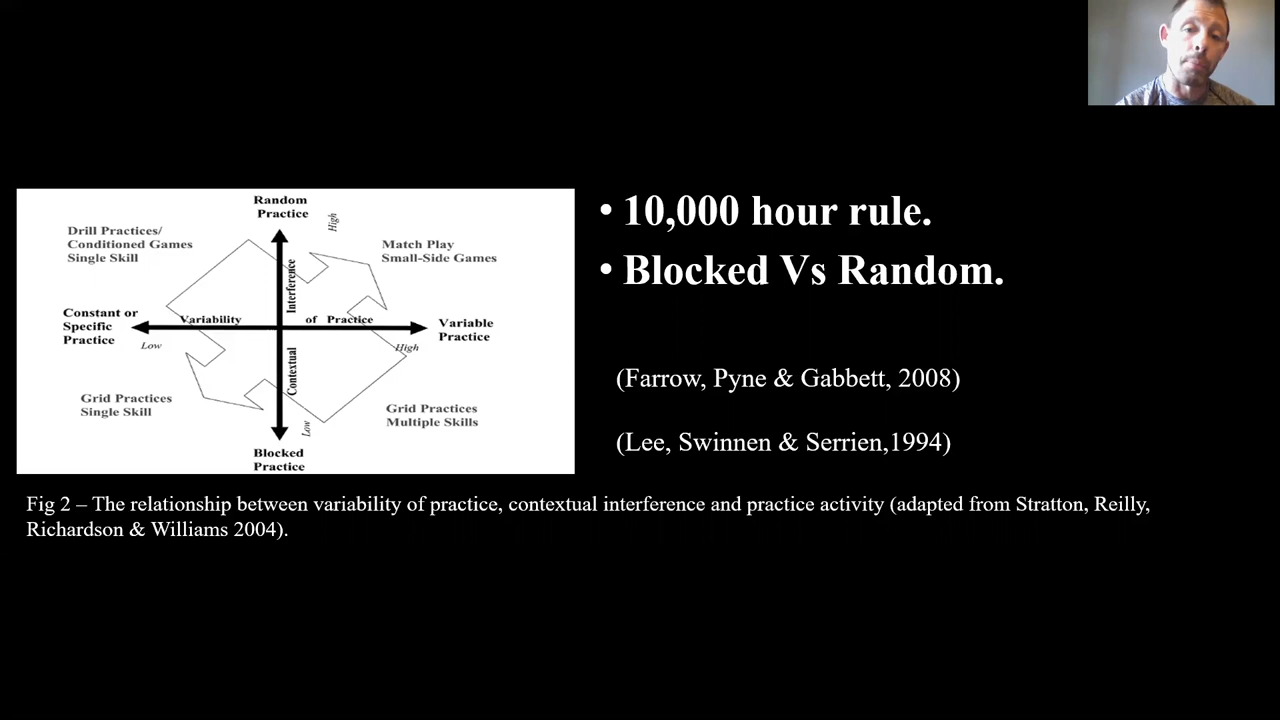 Random
Practice
High
Drill Practices/
Conditioned Games
Single Skill
Match Play
Small-Side Games
Interference
Constant or
Specific
Practice
Variability
of Practice
Variable
Practice
Low
High
Contextual
Grid Practices
Single Skill
Grid Practices
Multiple Skills
Low
Blocked
Practice
• 10,000 hour rule.
• Blocked Vs Random.
(Farrow, Pyne & Gabbett, 2008)
(Lee, Swinnen & Serrien,1994)
Fig 2 – The relationship between variability of practice, contextual interference and practice activity (adapted from Stratton, Reilly,
Richardson & Williams 2004).